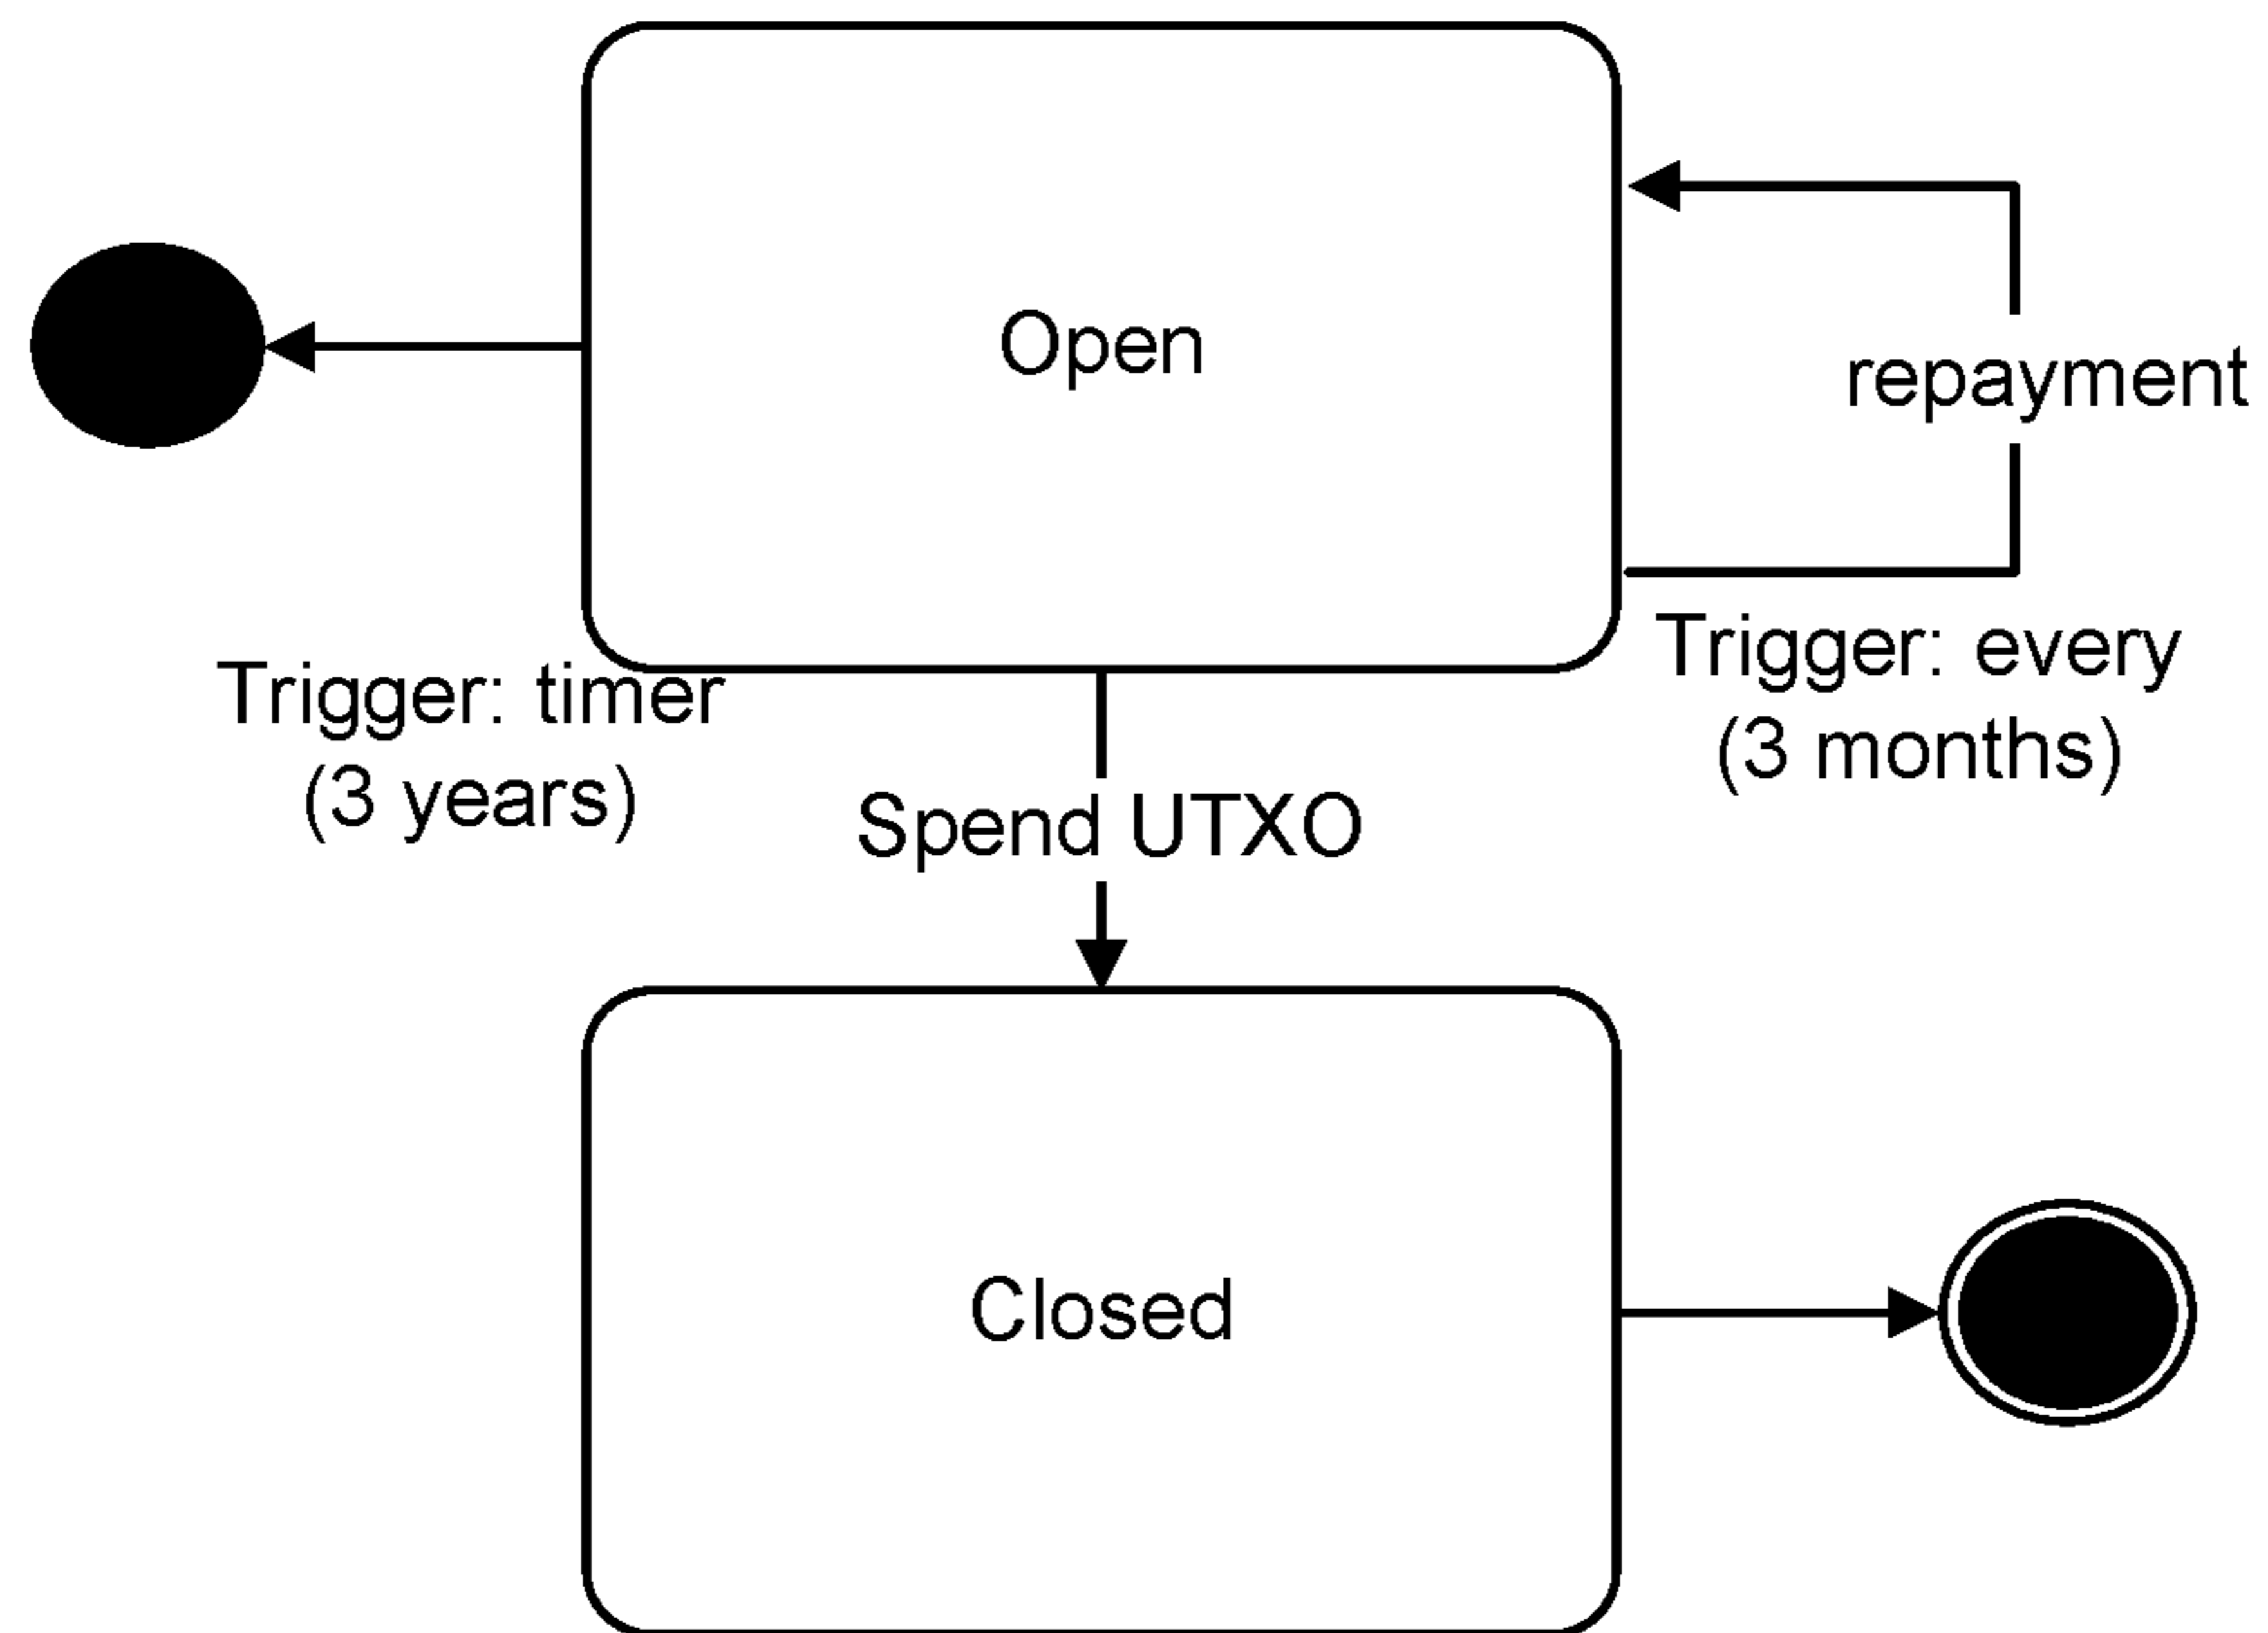 Open
repayment
Trigger: every
(3 months)
Trigger: timer
(3 years)
Spend UTXO
Closed